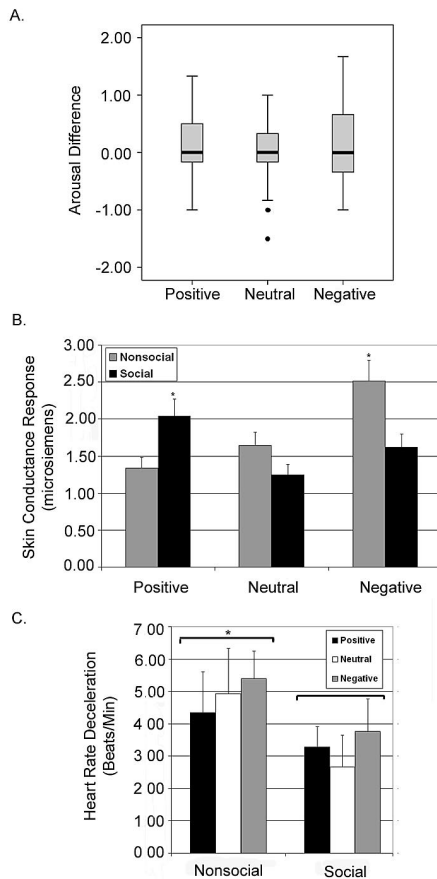 A.
2.00
1.00
0.00
-1.00
-2.00
Arousal Difference
Positive Neutral Negative
B.
3.00
2.50
2.00
1.50
1.00
0.50
0.00
Skin Conductance Response
(microsiemens)
Nonsocial
Social
*
*
Positive Neutral Negative
C.
7 00
6 00
5 00
4 00
3 00
2 00
1 00
0 00
Heart Rate Deceleration
(Beats/Min)
*
Positive
Neutral
Negative
Nonsocial Social